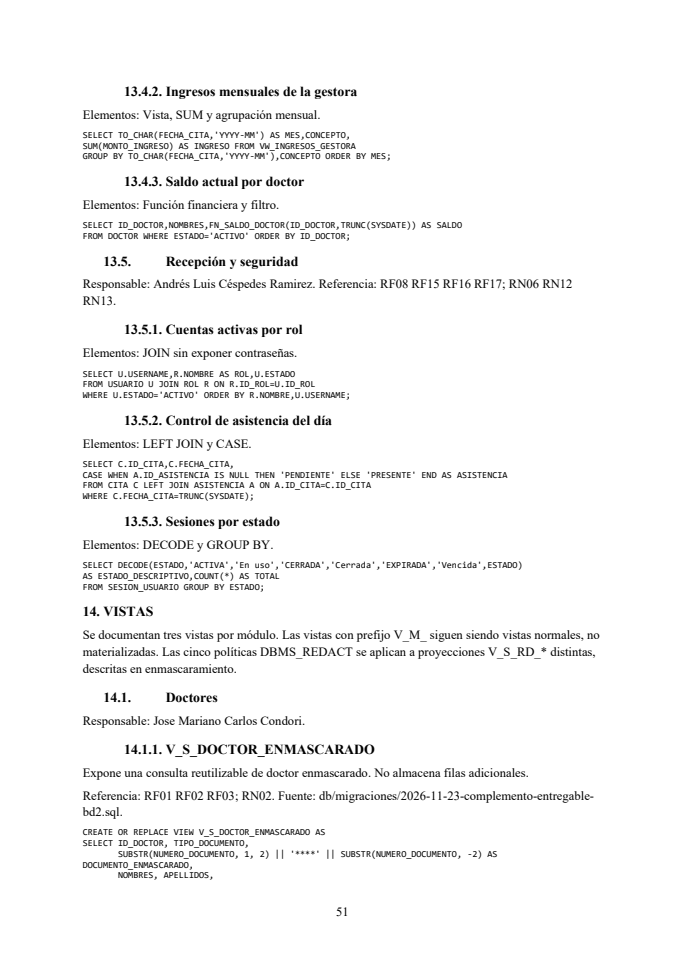 13.4.2. Ingresos mensuales de la gestora
Elementos: Vista, SUM y agrupación mensual.
SELECT TO_CHAR(FECHA_CITA,'YYYY-MM') AS MES,CONCEPTO,
SUM(MONTO_INGRESO) AS INGRESO FROM VW_INGRESOS_GESTORA
GROUP BY TO_CHAR(FECHA_CITA,'YYYY-MM'),CONCEPTO ORDER BY MES;
13.4.3. Saldo actual por doctor
Elementos: Función financiera y filtro.
SELECT ID_DOCTOR,NOMBRES,FN_SALDO_DOCTOR(ID_DOCTOR,TRUNC(SYSDATE)) AS SALDO
FROM DOCTOR WHERE ESTADO='ACTIVO' ORDER BY ID_DOCTOR;
13.5. Recepción y seguridad
Responsable: Andrés Luis Céspedes Ramirez. Referencia: RF08 RF15 RF16 RF17; RN06 RN12
RN13.
13.5.1. Cuentas activas por rol
Elementos: JOIN sin exponer contraseñas.
SELECT U.USERNAME,R.NOMBRE AS ROL,U.ESTADO
FROM USUARIO U JOIN ROL R ON R.ID_ROL=U.ID_ROL
WHERE U.ESTADO='ACTIVO' ORDER BY R.NOMBRE,U.USERNAME;
13.5.2. Control de asistencia del día
Elementos: LEFT JOIN y CASE.
SELECT C.ID_CITA,C.FECHA_CITA,
CASE WHEN A.ID_ASISTENCIA IS NULL THEN 'PENDIENTE' ELSE 'PRESENTE' END AS ASISTENCIA
FROM CITA C LEFT JOIN ASISTENCIA A ON A.ID_CITA=C.ID_CITA
WHERE C.FECHA_CITA=TRUNC(SYSDATE);
13.5.3. Sesiones por estado
Elementos: DECODE y GROUP BY.
SELECT DECODE(ESTADO,'ACTIVA','En uso','CERRADA','Cerrada','EXPIRADA','Vencida',ESTADO)
AS ESTADO_DESCRIPTIVO,COUNT(*) AS TOTAL
FROM SESION_USUARIO GROUP BY ESTADO;
14. VISTAS
Se documentan tres vistas por módulo. Las vistas con prefijo V_M_ siguen siendo vistas normales, no
materializadas. Las cinco políticas DBMS_REDACT se aplican a proyecciones V_S_RD_* distintas,
descritas en enmascaramiento.
14.1. Doctores
Responsable: Jose Mariano Carlos Condori.
14.1.1. V_S_DOCTOR_ENMASCARADO
Expone una consulta reutilizable de doctor enmascarado. No almacena filas adicionales.
Referencia: RF01 RF02 RF03; RN02. Fuente: db/migraciones/2026-11-23-complemento-entregable-
bd2.sql.
CREATE OR REPLACE VIEW V_S_DOCTOR_ENMASCARADO AS
SELECT ID_DOCTOR, TIPO_DOCUMENTO,
SUBSTR(NUMERO_DOCUMENTO, 1, 2) || '****' || SUBSTR(NUMERO_DOCUMENTO, -2) AS
DOCUMENTO_ENMASCARADO,
NOMBRES, APELLIDOS,
51